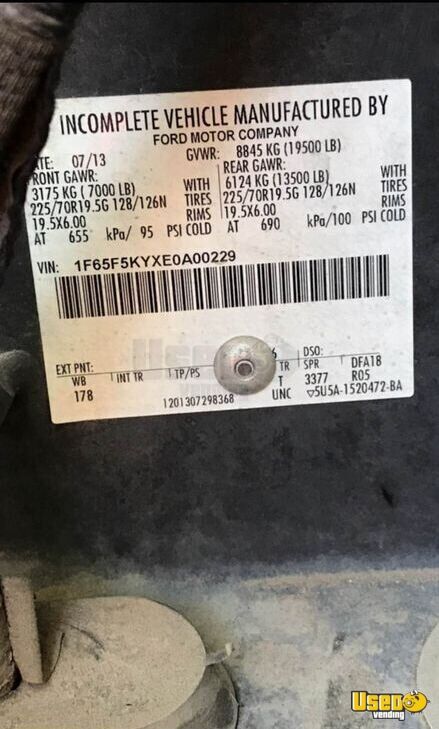 INCOMPLETE VEHICLE MANUFACTURED BY
FORD MOTOR COMPANY
DATE: 07/13 GVWR: 8845 KG (19500 LB)
FRONT GAWR: REAR GAWR:
3175 KG (7000 LB) WITH 6124 KG (13500 LB) WITH
225/70R19.5G 128/126N TIRES 225/70R19.5G 128/126N TIRES
19.5X6.00 RIMS 19.5X6.00 RIMS
AT 655 kPa/ 95 PSI COLD AT 690 kPa/100 PSI COLD
VIN: 1F65F5KYXE0A00229
EXT PNT: DSO:
WB INT TR TP/PS TR SPR DFA18
178 T 3377 R05
1201307298368 UNC ▽5U5A-1520472-BA
Used
vending